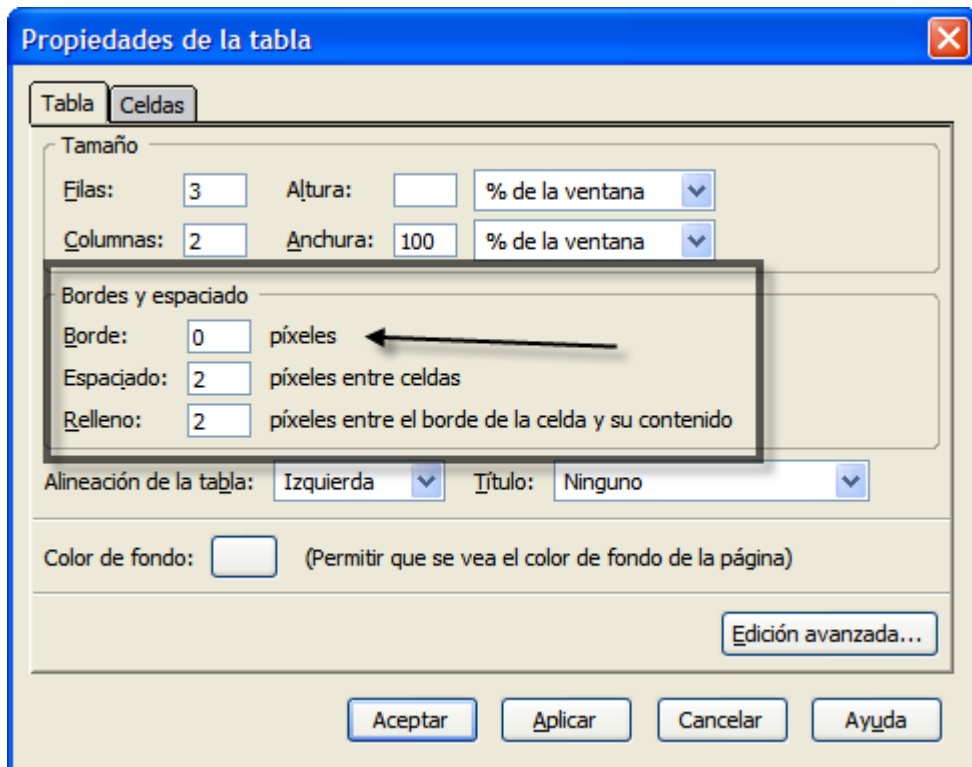 Propiedades de la tabla
Tabla Celdas
Tamaño
Filas: 3 Altura: % de la ventana
Columnas: 2 Anchura: 100 % de la ventana
Bordes y espaciado
Borde: 0 píxeles
Espaciado: 2 píxeles entre celdas
Relleno: 2 píxeles entre el borde de la celda y su contenido
Alineación de la tabla: Izquierda Título: Ninguno
Color de fondo: (Permitir que se vea el color de fondo de la página)
Edición avanzada...
Aceptar Aplicar Cancelar Ayuda